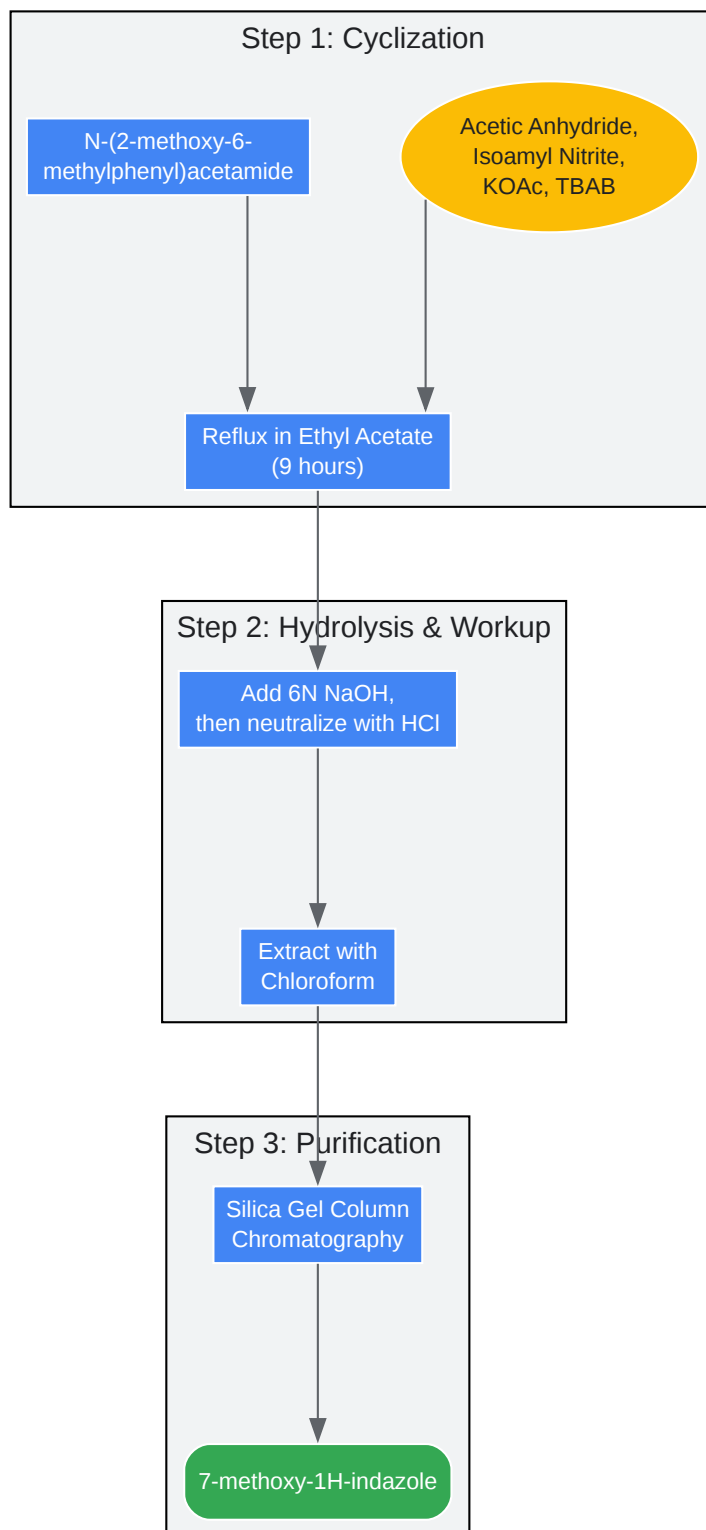 Step 1: Cyclization
N-(2-methoxy-6-
methylphenyl)acetamide
Acetic Anhydride,
Isoamyl Nitrite,
KOAc, TBAB
Reflux in Ethyl Acetate
(9 hours)
Step 2: Hydrolysis & Workup
Add 6N NaOH,
then neutralize with HCl
Extract with
Chloroform
Step 3: Purification
Silica Gel Column
Chromatography
7-methoxy-1H-indazole